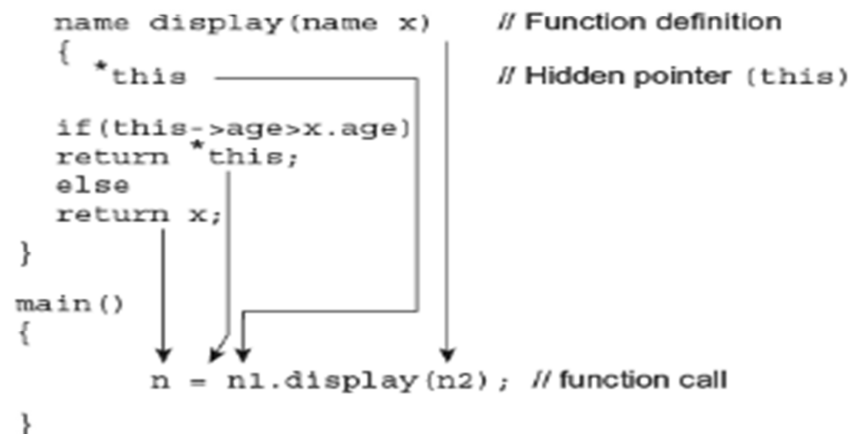 name display(name x) // Function definition
{
*this // Hidden pointer (this)
if(this->age>x.age)
return *this;
else
return x;
}
main()
{
n = n1.display(n2); // function call
}